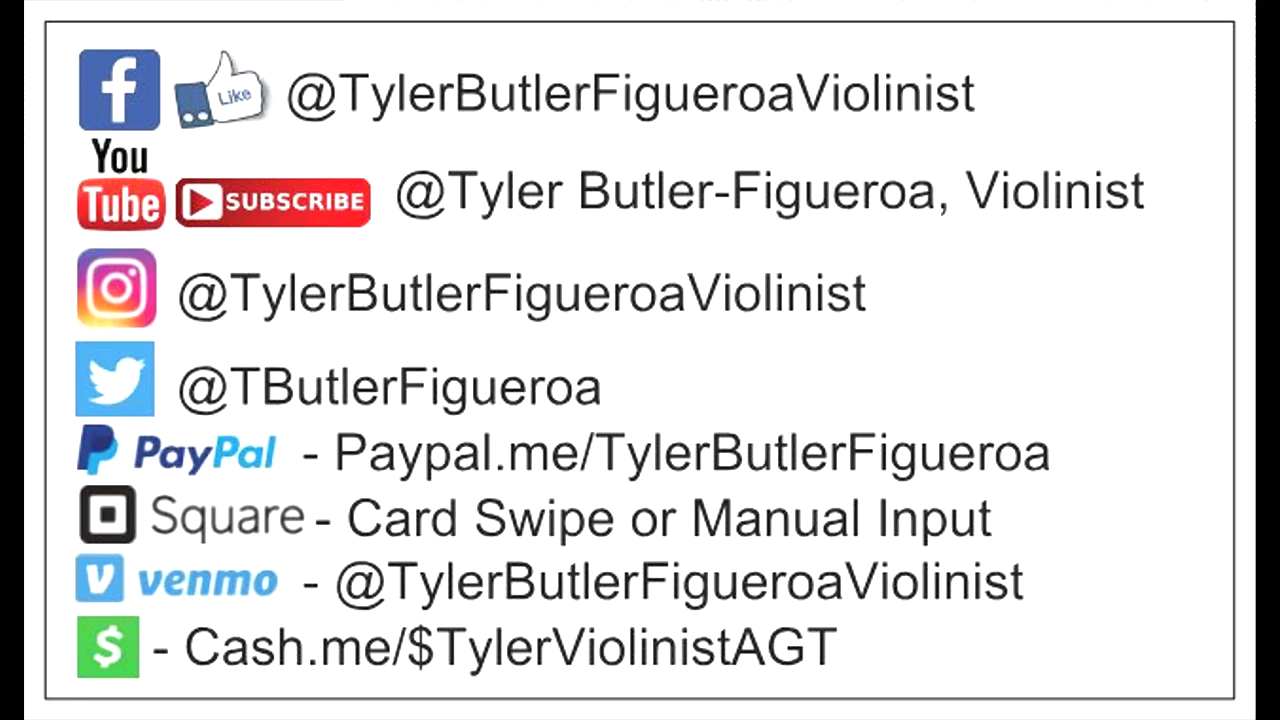 f Like @TylerButlerFigueroaViolinist
You
Tube SUBSCRIBE @Tyler Butler-Figueroa, Violinist
@TylerButlerFigueroaViolinist
@TButlerFigueroa
P PayPal - Paypal.me/TylerButlerFigueroa
Square - Card Swipe or Manual Input
V venmo - @TylerButlerFigueroaViolinist
$ - Cash.me/$TylerViolinistAGT